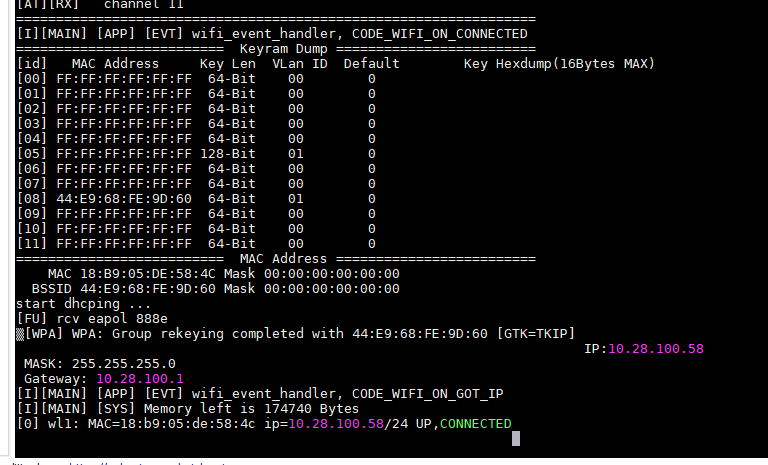 [AT][RX]   channel 11
=================================================================
[I][MAIN] [APP] [EVT] wifi_event_handler, CODE_WIFI_ON_CONNECTED
========================== Keyram Dump =========================
[id]   MAC Address     Key Len  VLan ID  Default        Key Hexdump(16Bytes MAX)
[00] FF:FF:FF:FF:FF:FF  64-Bit    00        0
[01] FF:FF:FF:FF:FF:FF  64-Bit    00        0
[02] FF:FF:FF:FF:FF:FF  64-Bit    00        0
[03] FF:FF:FF:FF:FF:FF  64-Bit    00        0
[04] FF:FF:FF:FF:FF:FF  64-Bit    00        0
[05] FF:FF:FF:FF:FF:FF 128-Bit    01        0
[06] FF:FF:FF:FF:FF:FF  64-Bit    00        0
[07] FF:FF:FF:FF:FF:FF  64-Bit    00        0
[08] 44:E9:68:FE:9D:60  64-Bit    01        0
[09] FF:FF:FF:FF:FF:FF  64-Bit    00        0
[10] FF:FF:FF:FF:FF:FF  64-Bit    00        0
[11] FF:FF:FF:FF:FF:FF  64-Bit    00        0
========================== MAC Address =========================
MAC 18:B9:05:DE:58:4C Mask 00:00:00:00:00:00
BSSID 44:E9:68:FE:9D:60 Mask 00:00:00:00:00:00
start dhcping ...
[FU] rcv eapol 888e
[WPA] WPA: Group rekeying completed with 44:E9:68:FE:9D:60 [GTK=TKIP]
IP:10.28.100.58
MASK: 255.255.255.0
Gateway: 10.28.100.1
[I][MAIN] [APP] [EVT] wifi_event_handler, CODE_WIFI_ON_GOT_IP
[I][MAIN] [SYS] Memory left is 174740 Bytes
[0] wl1: MAC=18:b9:05:de:58:4c ip=10.28.100.58/24 UP,CONNECTED